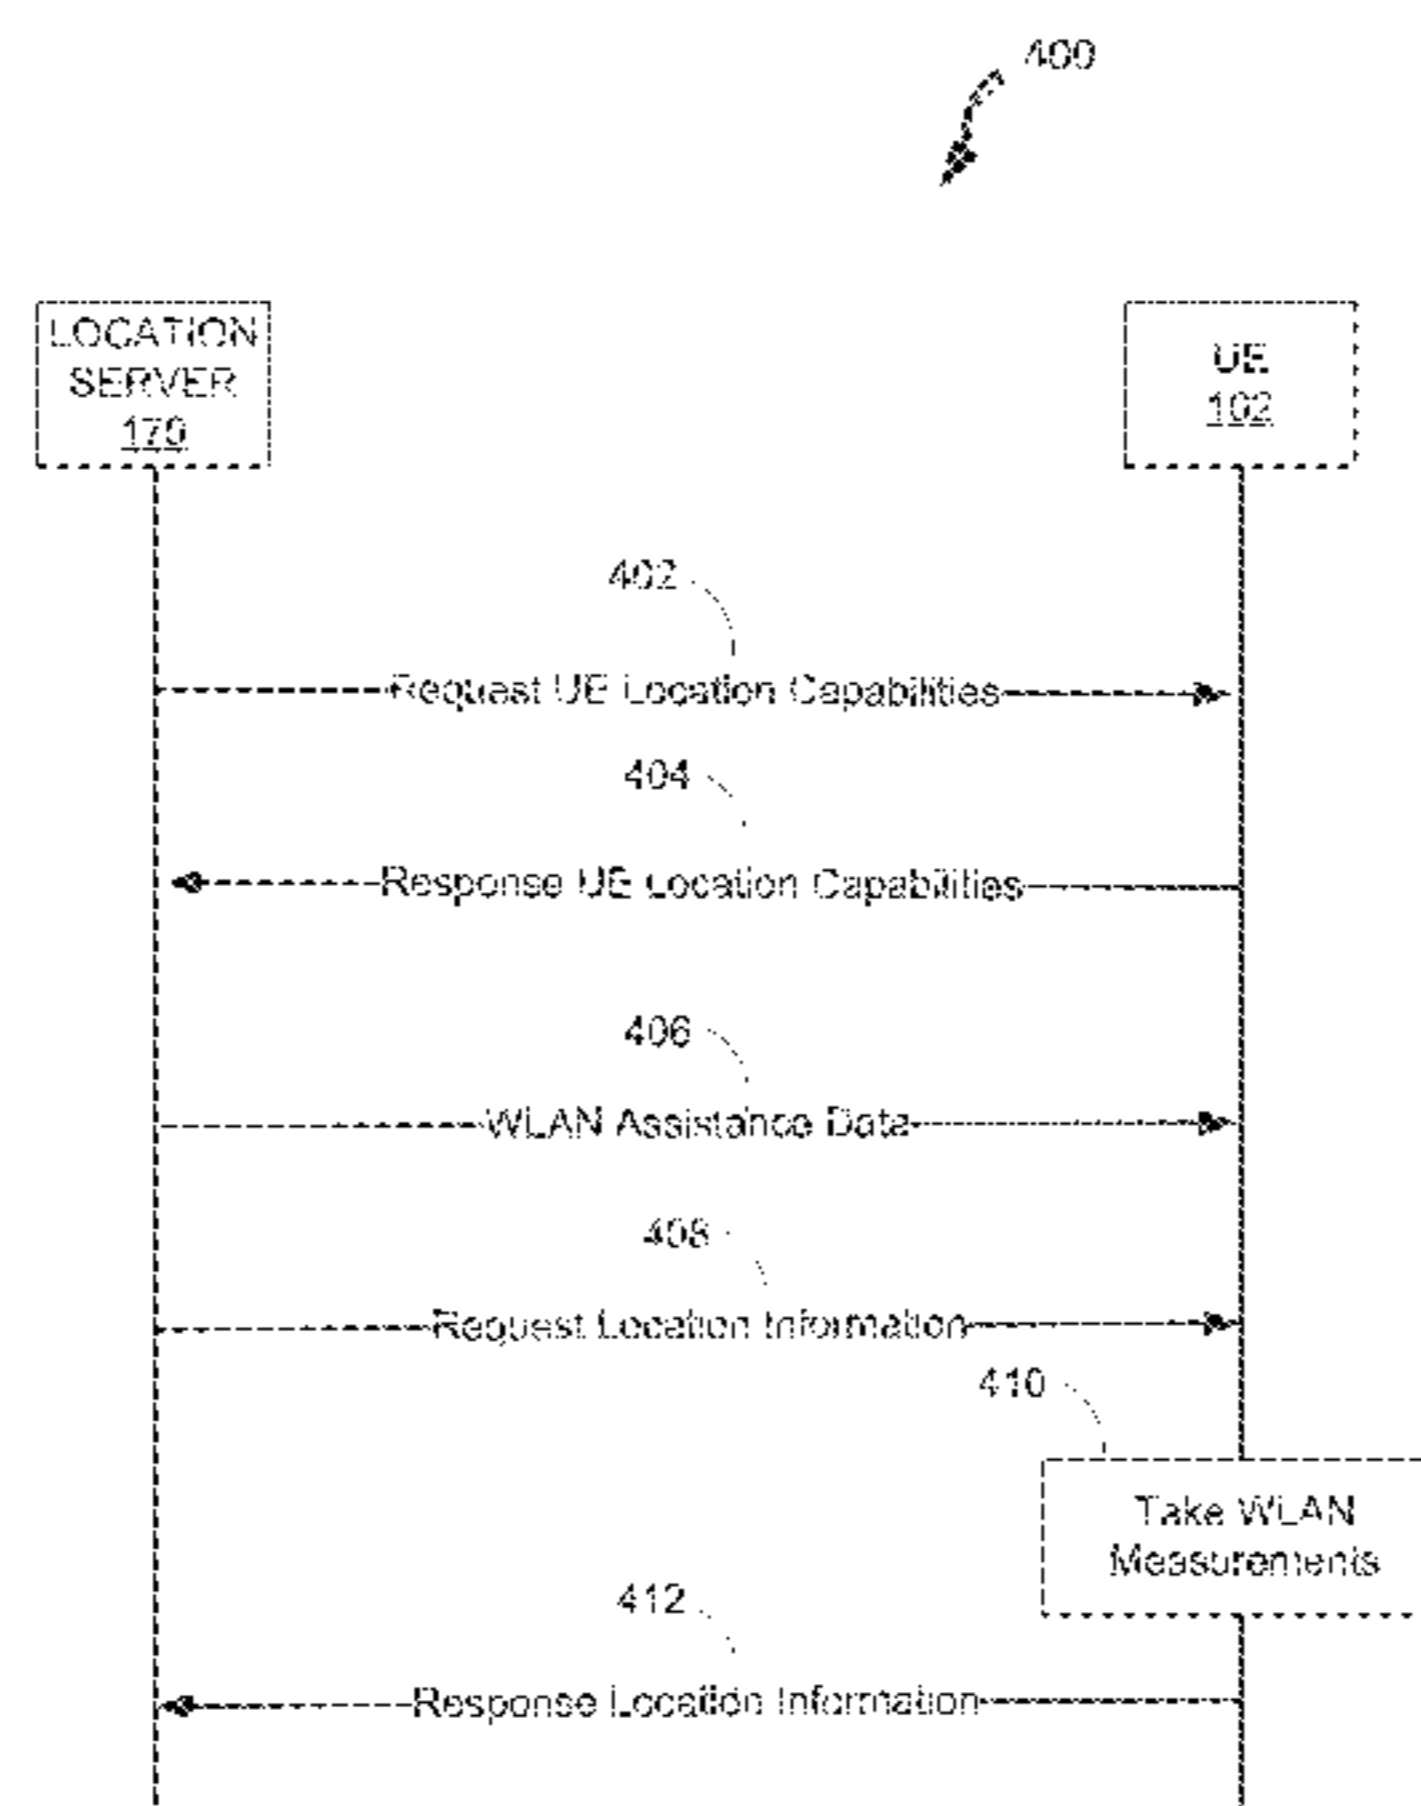 400
LOCATION
SERVER
170
UE
102
402
Request UE Location Capabilities
404
Response UE Location Capabilities
406
WLAN Assistance Data
408
Request Location Information
410
Take WLAN
Measurements
412
Response Location Information